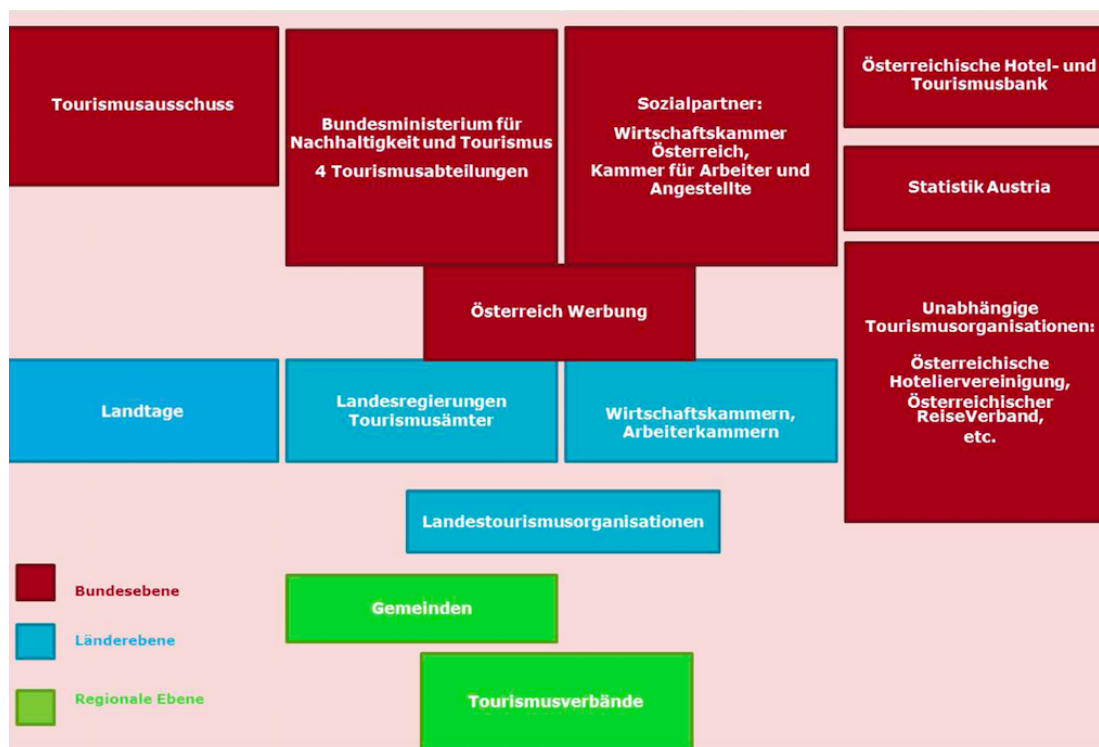 Tourismusausschuss
Bundesministerium für
Nachhaltigkeit und Tourismus
4 Tourismusabteilungen
Sozialpartner:
Wirtschaftskammer
Österreich,
Kammer für Arbeiter und
Angestellte
Österreichische Hotel- und
Tourismusbank
Statistik Austria
Österreich Werbung
Unabhängige
Tourismusorganisationen:
Österreichische
Hoteliervereinigung,
Österreichischer
ReiseVerband,
etc.
Landtage
Landesregierungen
Tourismusämter
Wirtschaftskammern,
Arbeiterkammern
Landestourismusorganisationen
Gemeinden
Tourismusverbände
Bundesebene
Länderebene
Regionale Ebene